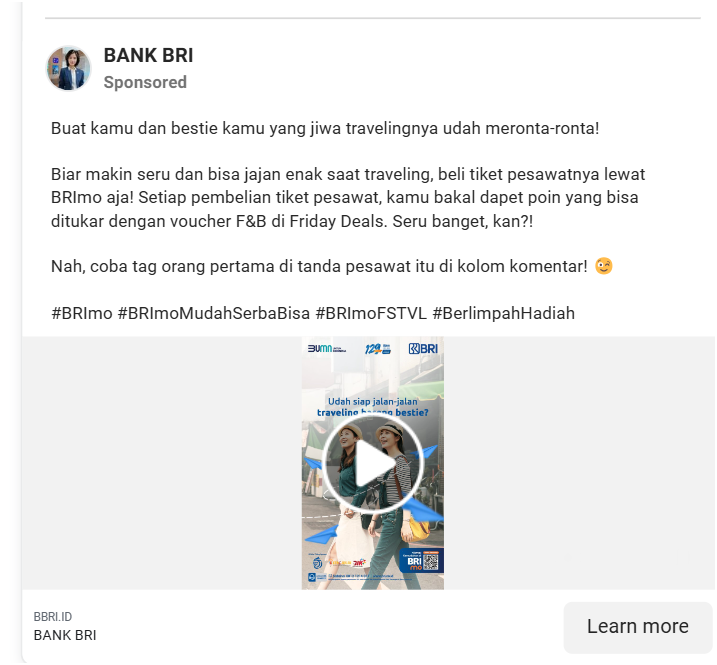 BANK BRI
Sponsored
Buat kamu dan bestie kamu yang jiwa travelingnya udah meronta-ronta!
Biar makin seru dan bisa jajan enak saat traveling, beli tiket pesawatnya lewat
BRImo aja! Setiap pembelian tiket pesawat, kamu bakal dapet poin yang bisa
ditukar dengan voucher F&B di Friday Deals. Seru banget, kan?!
Nah, coba tag orang pertama di tanda pesawat itu di kolom komentar! 😉
#BRImo #BRImoMudahSerbaBisa #BRImoFSTVL #BerlimpahHadiah
BUMN 129 BRI
Udah siap jalan-jalan
traveling bareng bestie?
BRI
mo
BBRI.ID
BANK BRI
Learn more